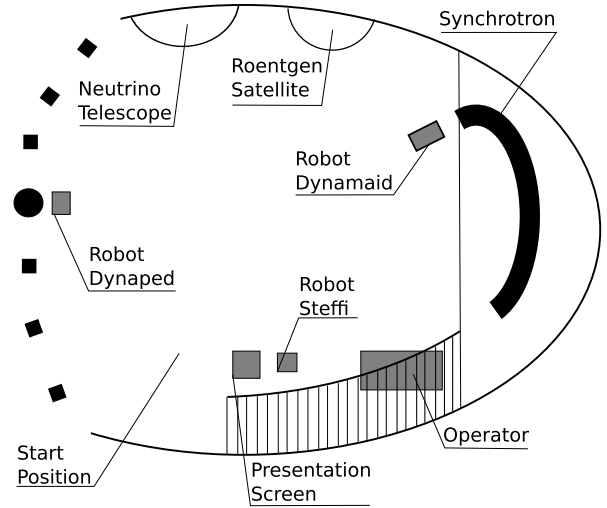 Synchrotron
Neutrino
Telescope
Roentgen
Satellite
Robot
Dynamaid
Robot
Dynaped
Robot
Steffi
Start
Position
Presentation
Screen
Operator